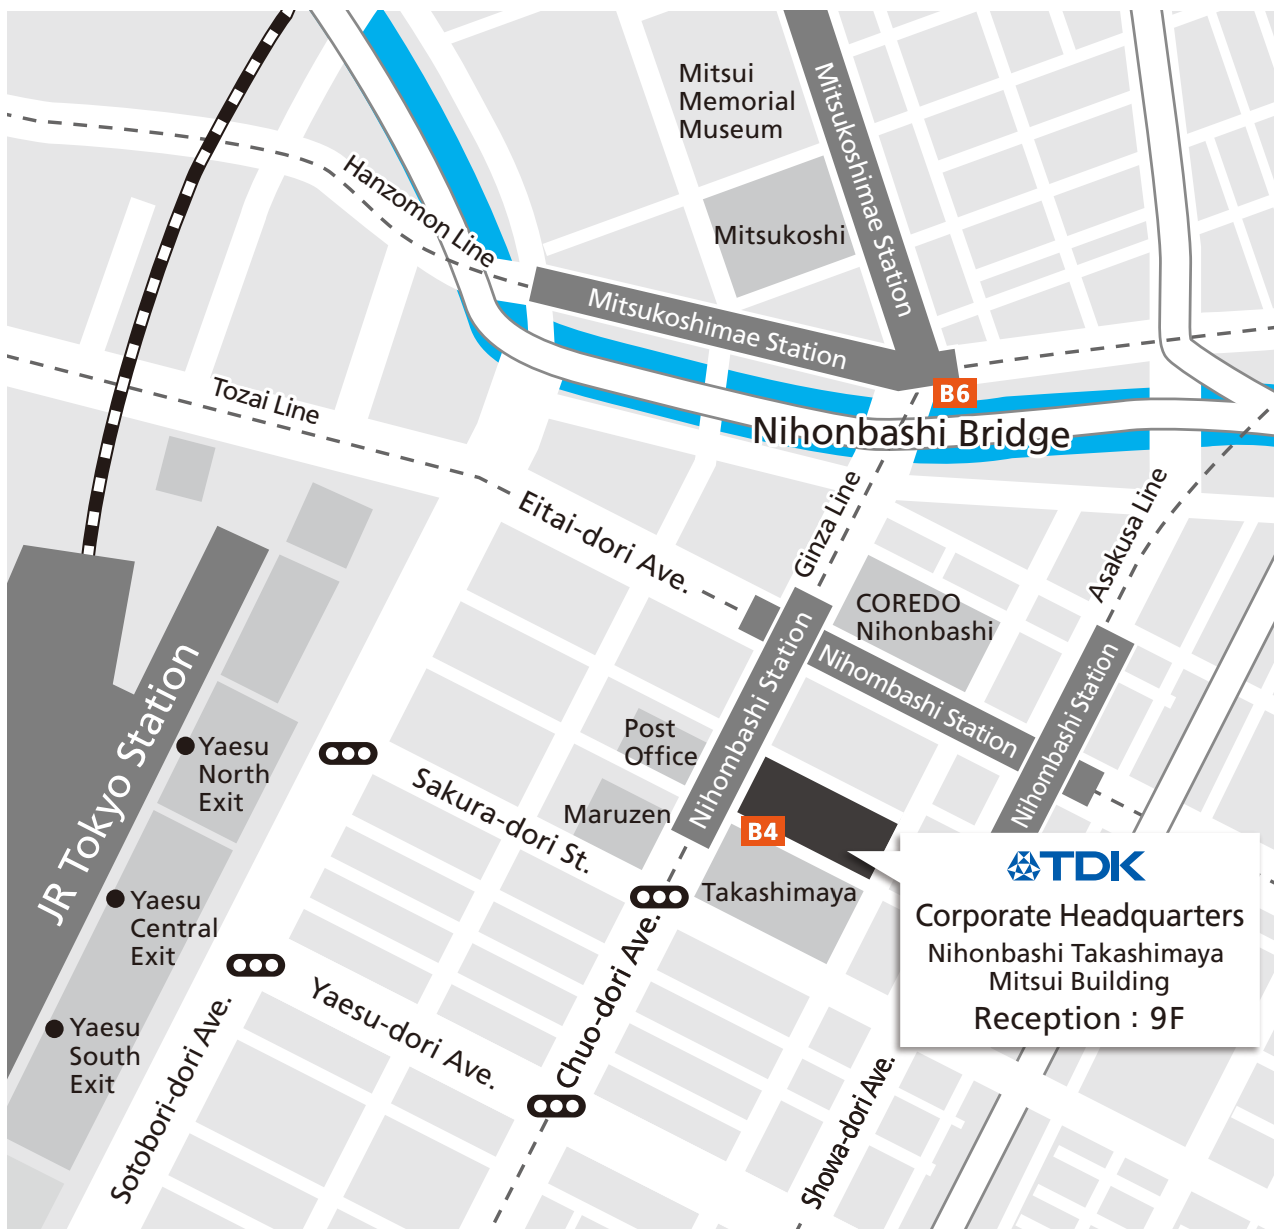 Mitsui
Memorial
Museum
Mitsukoshimae Station
Hanzomon Line
Mitsukoshi
Mitsukoshimae Station
B6
Tozai Line
Nihonbashi Bridge
Eitai-dori Ave.
Ginza Line
Asakusa Line
COREDO
Nihonbashi
Nihombashi Station
Nihombashi Station
Nihombashi Station
JR Tokyo Station
Yaesu
North
Exit
Post
Office
Sakura-dori St.
Maruzen
B4
Takashimaya
TDK
Corporate Headquarters
Nihonbashi Takashimaya
Mitsui Building
Reception : 9F
Yaesu
Central
Exit
Yaesu
South
Exit
Sotobori-dori Ave.
Yaesu-dori Ave.
Chuo-dori Ave.
Showa-dori Ave.